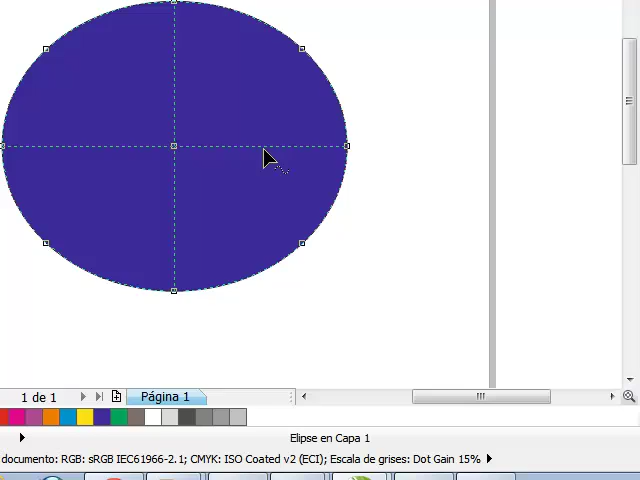 1 de 1
Página 1
Elipse en Capa 1
documento: RGB: sRGB IEC61966-2.1; CMYK: ISO Coated v2 (ECI); Escala de grises: Dot Gain 15%